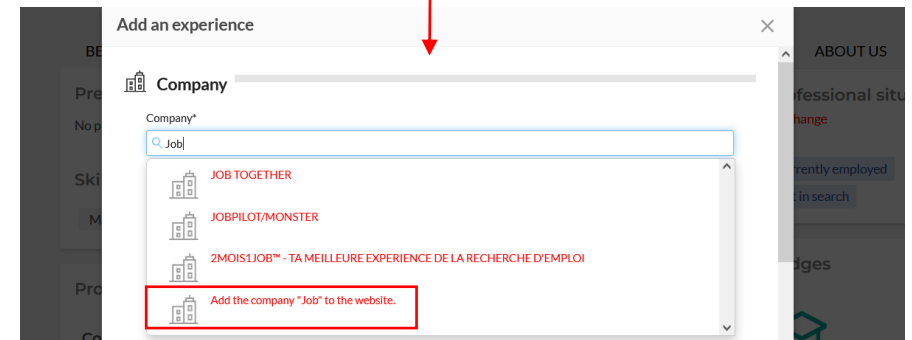 Add an experience
BE
ABOUT US
Company
Pre
fessional situ
No p
hange
Company*
Job
Ski
JOB TOGETHER
rrently employed
in search
M
JOBPILOT/MONSTER
2MOIS1JOB™ - TA MEILLEURE EXPERIENCE DE LA RECHERCHE D'EMPLOI
dges
Pro
Add the company "Job" to the website.
Co